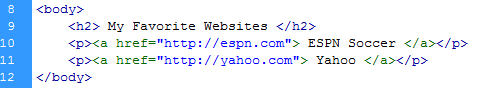 8 <body>
9 <h2> My Favorite Websites </h2>
10 <p><a href="http://espn.com"> ESPN Soccer </a></p>
11 <p><a href="http://yahoo.com"> Yahoo </a></p>
12 </body>